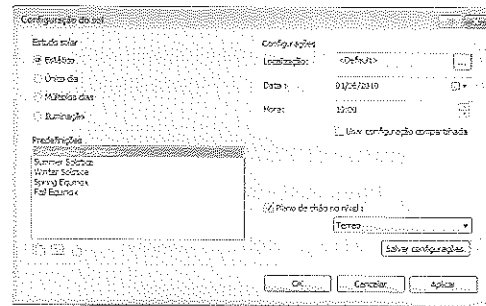 Configuração do sol
Estudo solar
Estático
Único dia
Múltiplos dias
Iluminação
Predefinições
Summer Solstice
Winter Solstice
Spring Equinox
Fall Equinox
Configurações
Localização: <Default> ...
Data : 01/06/2010
Hora: 10:00
Usar configuração compartilhada
Plano de chão no nível :
Térreo
Salvar configurações
OK Cancelar Aplicar